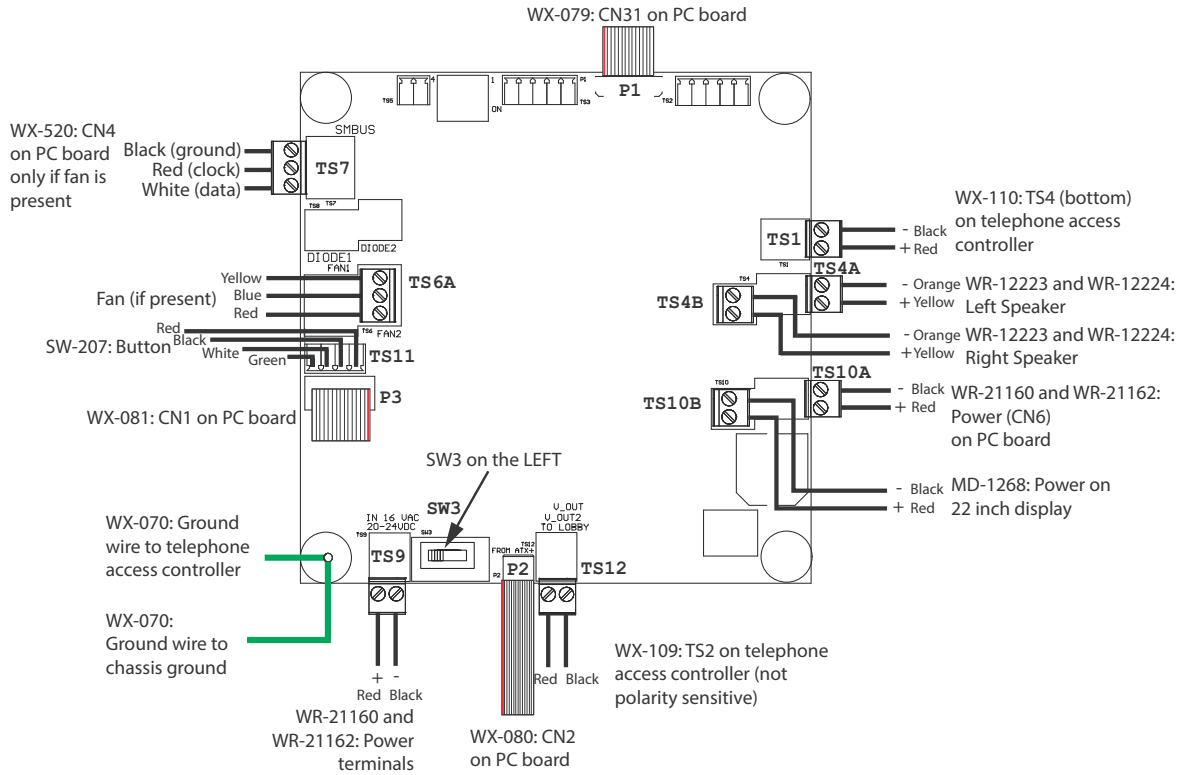 WX-079: CN31 on PC board
P1
TS5
4
1
ON
P1
TS3
TS2
WX-520: CN4
on PC board
only if fan is
present
Black (ground)
Red (clock)
White (data)
SMBUS
TS7
TS8
TS7
DIODE1
DIODE2
FAN1
Yellow
Blue
Red
Fan (if present)
TS6A
TS6
FAN2
SW-207: Button
Red
Black
White
Green
TS11
P3
WX-081: CN1 on PC board
TS1
TS1
- Black
+ Red
WX-110: TS4 (bottom)
on telephone access
controller
TS4A
TS4
TS4B
- Orange
+ Yellow
WR-12223 and WR-12224:
Left Speaker
- Orange
+ Yellow
WR-12223 and WR-12224:
Right Speaker
TS10A
TS10
TS10B
- Black
+ Red
WR-21160 and WR-21162:
Power (CN6)
on PC board
- Black
+ Red
MD-1268: Power on
22 inch display
SW3 on the LEFT
SW3
SW3
IN 16 VAC
20-24VDC
TS9
TS9
V_OUT
V_OUT2
TO LOBBY
TS12
FROM ATX+
P2
P2
TS12
WX-070: Ground
wire to telephone
access controller
WX-070:
Ground wire to
chassis ground
+ -
Red Black
WR-21160 and
WR-21162: Power
terminals
WX-080: CN2
on PC board
Red Black
WX-109: TS2 on telephone
access controller (not
polarity sensitive)